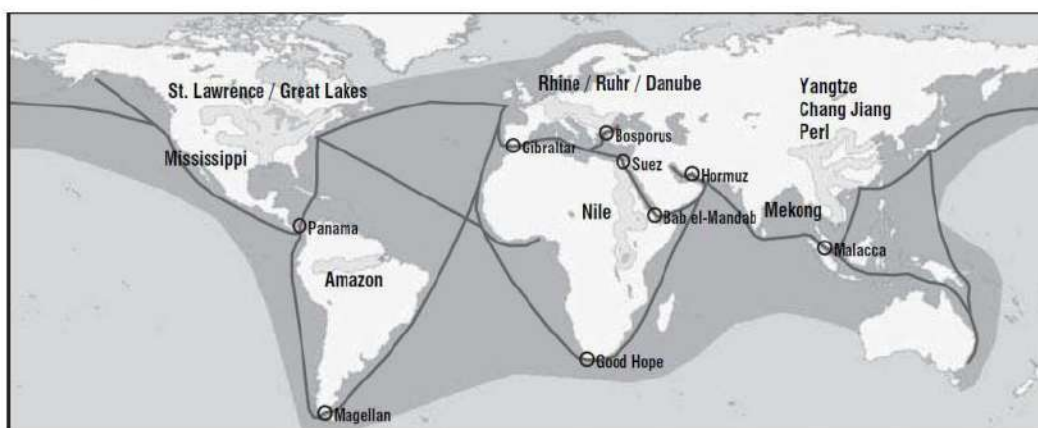 St. Lawrence / Great Lakes
Rhine / Ruhr / Danube
Yangtze
Chang Jiang
Perl
Mississippi
Gibraltar
Bosporus
Suez
Hormuz
Panama
Nile
Bab el-Mandab
Mekong
Malacca
Amazon
Good Hope
Magellan